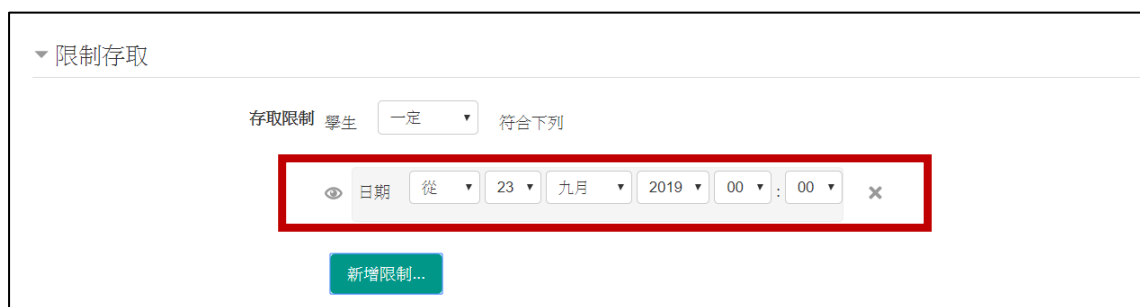 限制存取
存取限制 學生 一定 符合下列
日期 從 23 九月 2019 00 : 00
新增限制...